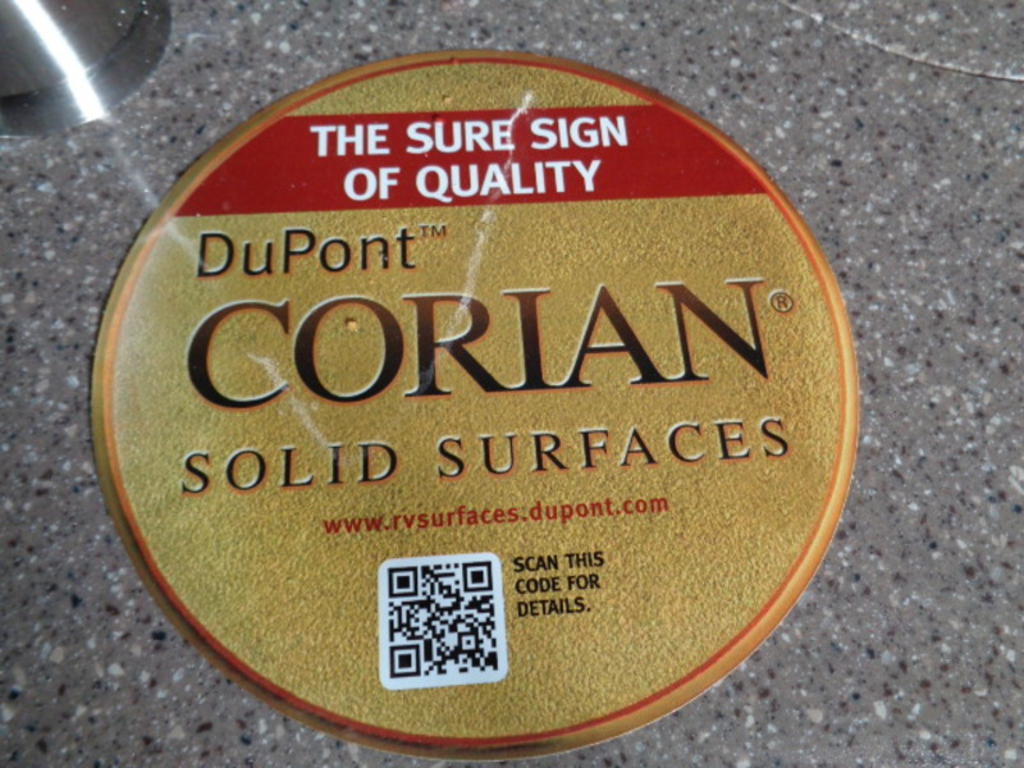 THE SURE SIGN
OF QUALITY
DuPont™
CORIAN®
SOLID SURFACES
www.rvsurfaces.dupont.com
SCAN THIS
CODE FOR
DETAILS.